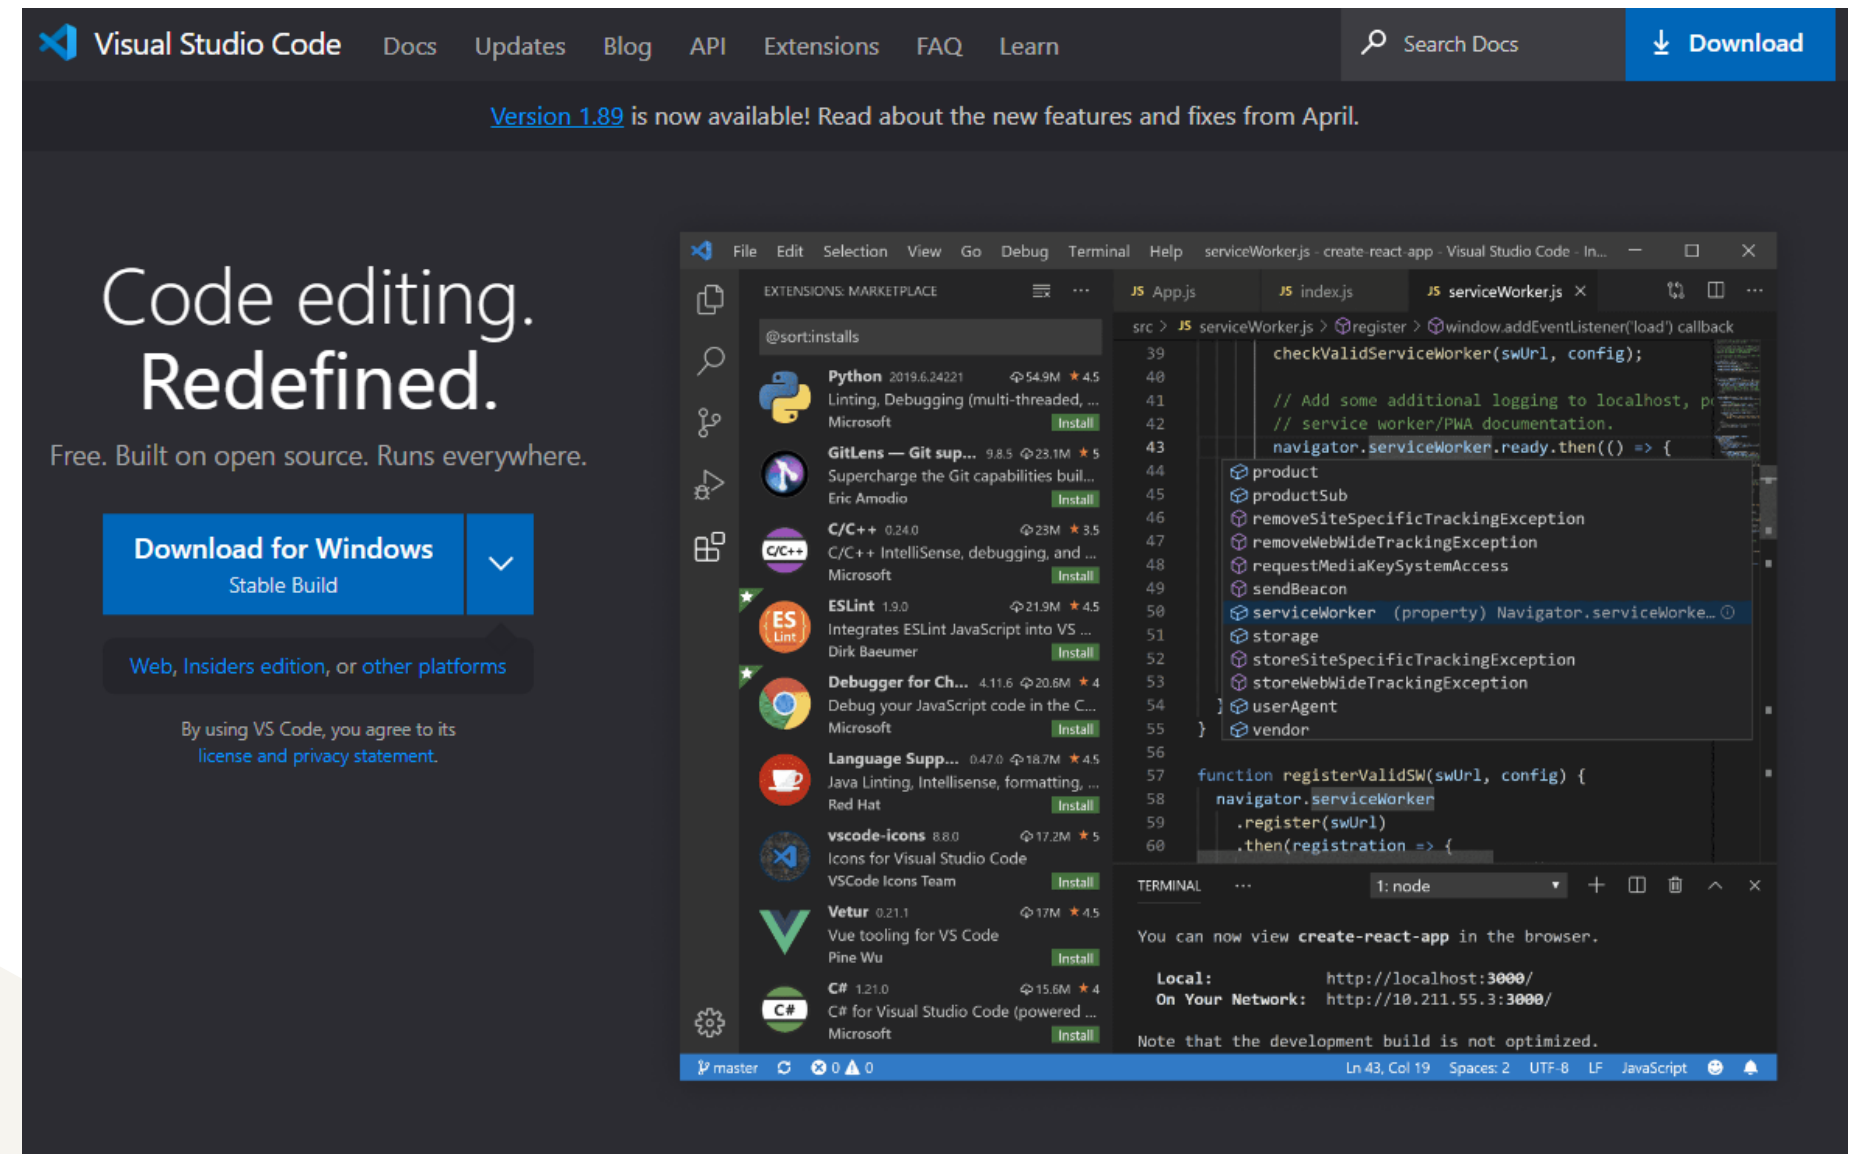 Visual Studio Code Docs Updates Blog API Extensions FAQ Learn Search Docs Download
Version 1.89 is now available! Read about the new features and fixes from April.
Code editing.
Redefined.
Free. Built on open source. Runs everywhere.
Download for Windows
Stable Build
Web, Insiders edition, or other platforms
By using VS Code, you agree to its
license and privacy statement.
File Edit Selection View Go Debug Terminal Help serviceWorker.js - create-react-app - Visual Studio Code - In...
EXTENSIONS: MARKETPLACE
@sort:installs
Python 2019.6.24221 54.9M ★ 4.5
Linting, Debugging (multi-threaded, ...
Microsoft Install
GitLens — Git sup... 9.8.5 23.1M ★ 5
Supercharge the Git capabilities buil...
Eric Amodio Install
C/C++
C/C++ 0.24.0 23M ★ 3.5
C/C++ IntelliSense, debugging, and ...
Microsoft Install
ES
Lint
ESLint 1.9.0 21.9M ★ 4.5
Integrates ESLint JavaScript into VS ...
Dirk Baeumer Install
Debugger for Ch... 4.11.6 20.6M ★ 4
Debug your JavaScript code in the C...
Microsoft Install
Language Supp... 0.47.0 18.7M ★ 4.5
Java Linting, Intellisense, formatting, ...
Red Hat Install
vscode-icons 8.8.0 17.2M ★ 5
Icons for Visual Studio Code
VSCode Icons Team Install
Vetur 0.21.1 17M ★ 4.5
Vue tooling for VS Code
Pine Wu Install
C#
C# 1.21.0 15.6M ★ 4
C# for Visual Studio Code (powered ...
Microsoft Install
JS App.js JS index.js JS serviceWorker.js
src > JS serviceWorker.js > register > window.addEventListener('load') callback
39 checkValidServiceWorker(swUrl, config);
40
41 // Add some additional logging to localhost, p
42 // service worker/PWA documentation.
43 navigator.serviceWorker.ready.then(() => {
44 product
45 productSub
46 removeSiteSpecificTrackingException
47 removeWebWideTrackingException
48 requestMediaKeySystemAccess
49 sendBeacon
50 serviceWorker (property) Navigator.serviceWorke...
51 storage
52 storeSiteSpecificTrackingException
53 storeWebWideTrackingException
54 } userAgent
55 } vendor
56
57 function registerValidSW(swUrl, config) {
58 navigator.serviceWorker
59 .register(swUrl)
60 .then(registration => {
TERMINAL ... 1: node
You can now view create-react-app in the browser.
Local: http://localhost:3000/
On Your Network: http://10.211.55.3:3000/
Note that the development build is not optimized.
master 0 0 Ln 43, Col 19 Spaces: 2 UTF-8 LF JavaScript